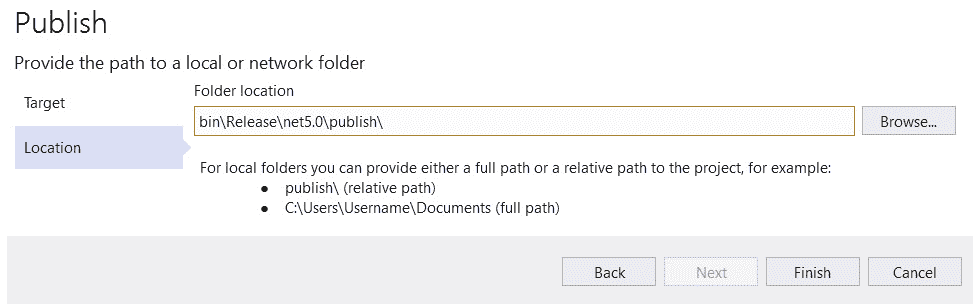 Publish
Provide the path to a local or network folder
Target
Location
Folder location
bin\Release\net5.0\publish\
Browse...
For local folders you can provide either a full path or a relative path to the project, for example:
● publish\ (relative path)
● C:\Users\Username\Documents (full path)
Back
Next
Finish
Cancel